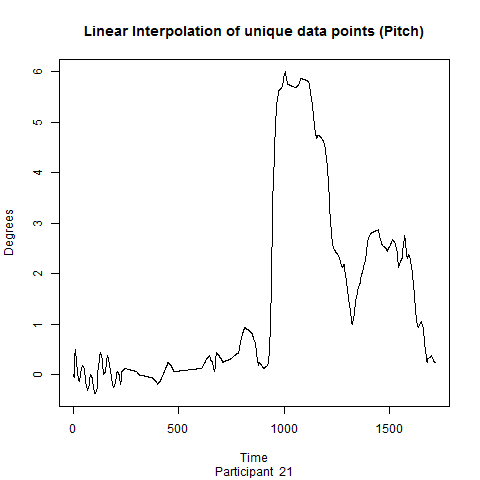 Linear Interpolation of unique data points (Pitch)
6
5
4
3
2
1
0
Degrees
0 500 1000 1500
Time
Participant 21